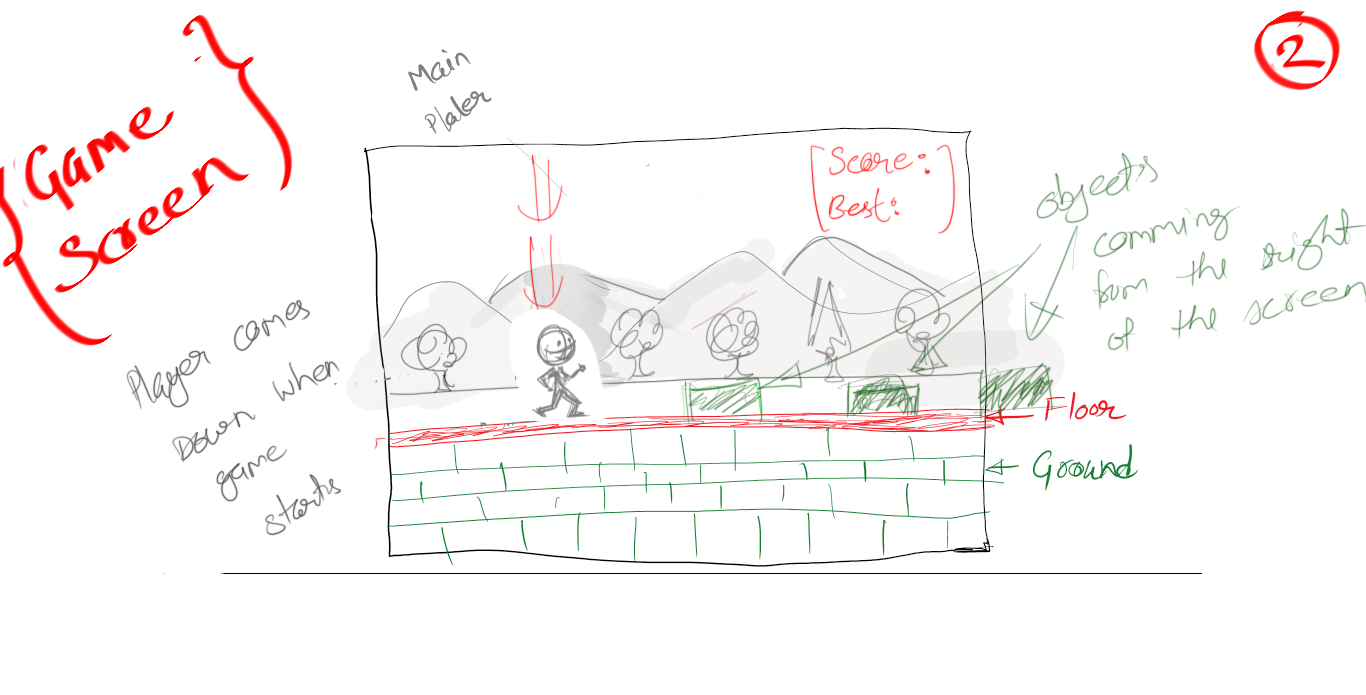 Game
Screen
2
Main
Plaler
Score:
Best:
objects
comming
from the right
of the screen
Player comes
Down when
game
starts
Floor
Ground